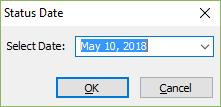 Status Date
Select Date: May 10, 2018
OK Cancel